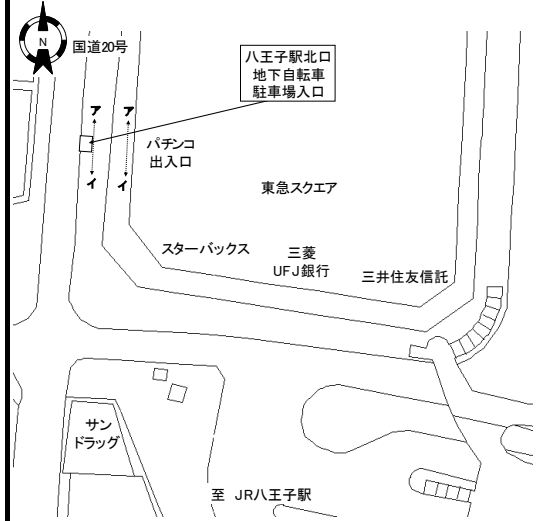 N
国道20号
八王子駅北口
地下自転車
駐車場入口
ア ア
パチンコ
出入口
イ イ
東急スクエア
スターバックス
三菱
UFJ銀行
三井住友信託
サン
ドラッグ
至 JR八王子駅